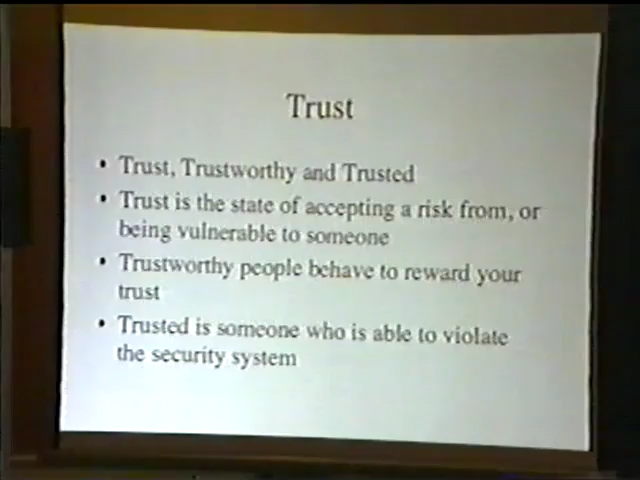 Trust
• Trust, Trustworthy and Trusted
• Trust is the state of accepting a risk from, or
being vulnerable to someone
• Trustworthy people behave to reward your
trust
• Trusted is someone who is able to violate
the security system